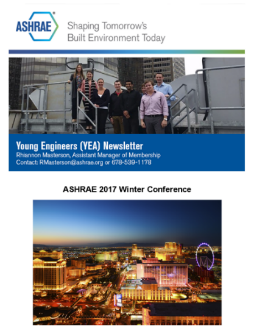 ASHRAE
Shaping Tomorrow's
Built Environment Today
Young Engineers (YEA) Newsletter
Rhiannon Masterson, Assistant Manager of Membership
Contact: RMasterson@ashrae.org or 678-539-1178
ASHRAE 2017 Winter Conference